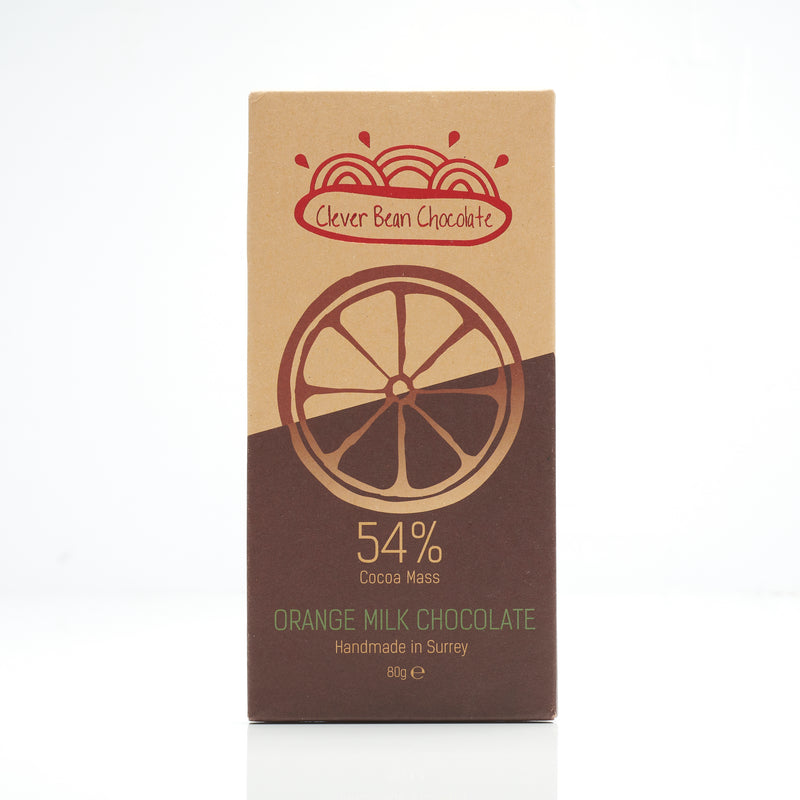 Clever Bean Chocolate
54%
Cocoa Mass
ORANGE MILK CHOCOLATE
Handmade in Surrey
80g ℮